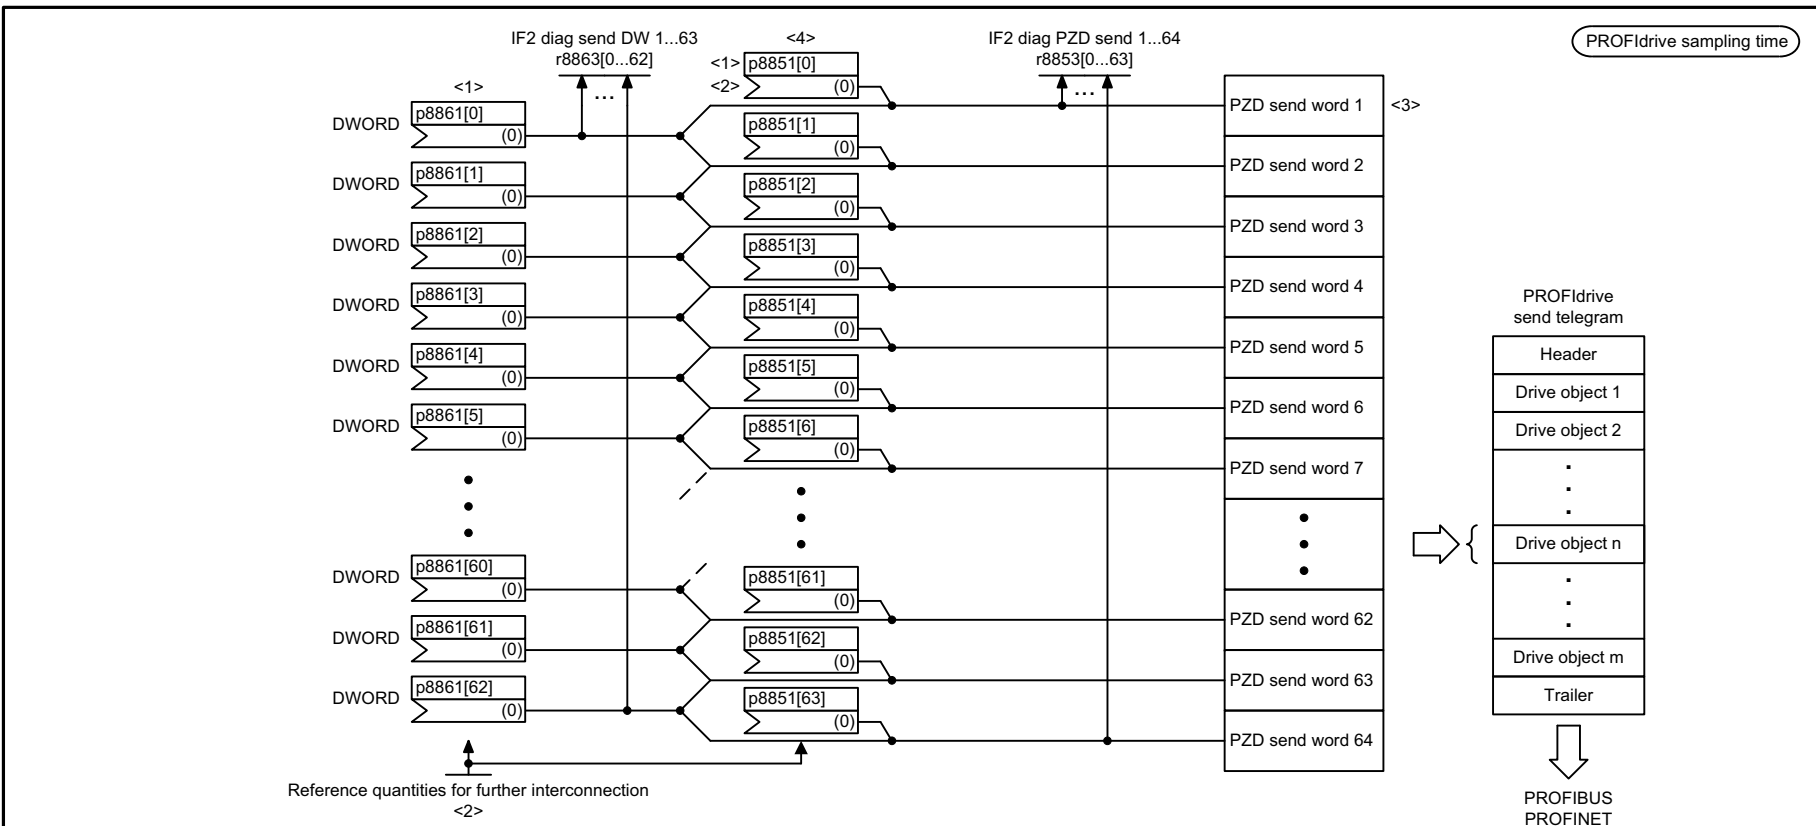 PROFIdrive sampling time
IF2 diag send DW 1...63
r8863[0...62]
...
<4>
IF2 diag PZD send 1...64
r8853[0...63]
...
<1>
DWORD
p8861[0]
(0)
DWORD
p8861[1]
(0)
DWORD
p8861[2]
(0)
DWORD
p8861[3]
(0)
DWORD
p8861[4]
(0)
DWORD
p8861[5]
(0)
DWORD
p8861[60]
(0)
DWORD
p8861[61]
(0)
DWORD
p8861[62]
(0)
Reference quantities for further interconnection
<2>
<1>
p8851[0]
<2>
(0)
p8851[1]
(0)
p8851[2]
(0)
p8851[3]
(0)
p8851[4]
(0)
p8851[5]
(0)
p8851[6]
(0)
p8851[61]
(0)
p8851[62]
(0)
p8851[63]
(0)
PZD send word 1
<3>
PZD send word 2
PZD send word 3
PZD send word 4
PZD send word 5
PZD send word 6
PZD send word 7
PZD send word 62
PZD send word 63
PZD send word 64
PROFIdrive
send telegram
Header
Drive object 1
Drive object 2
Drive object n
Drive object m
Trailer
PROFIBUS
PROFINET